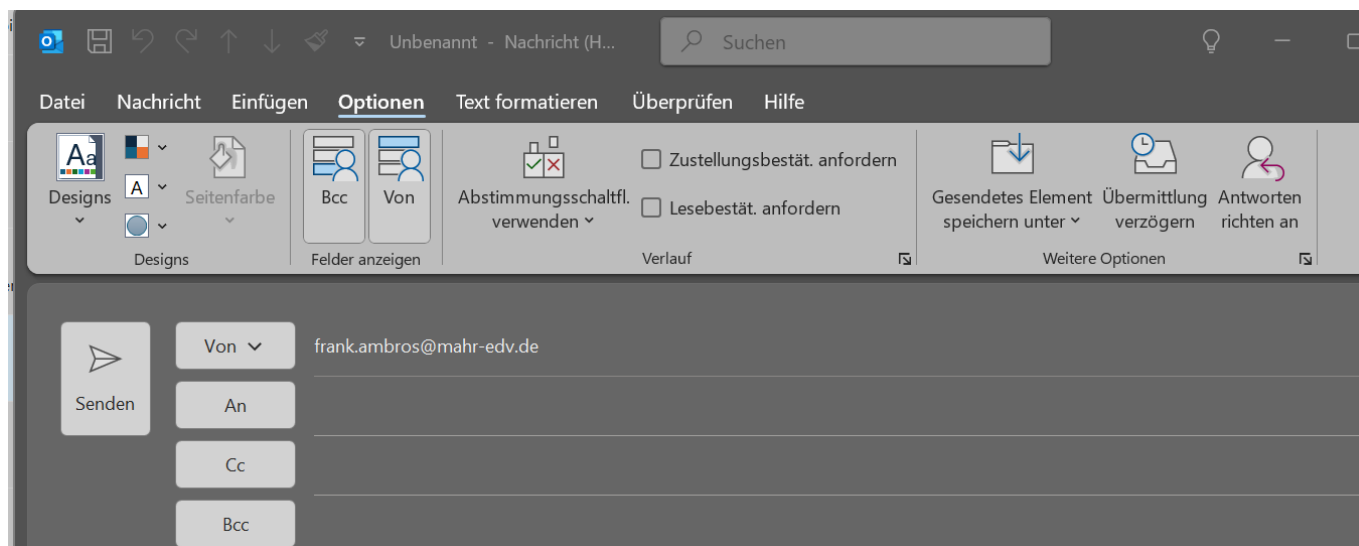 Unbenannt - Nachricht (H...
Suchen
Datei Nachricht Einfügen Optionen Text formatieren Überprüfen Hilfe
Aa
Designs
A
Seitenfarbe
Designs
Bcc Von
Felder anzeigen
Abstimmungsschaltfl.
verwenden
Zustellungsbestät. anfordern
Lesebestät. anfordern
Verlauf
Gesendetes Element
speichern unter
Übermittlung
verzögern
Antworten
richten an
Weitere Optionen
Senden
Von frank.ambros@mahr-edv.de
An
Cc
Bcc